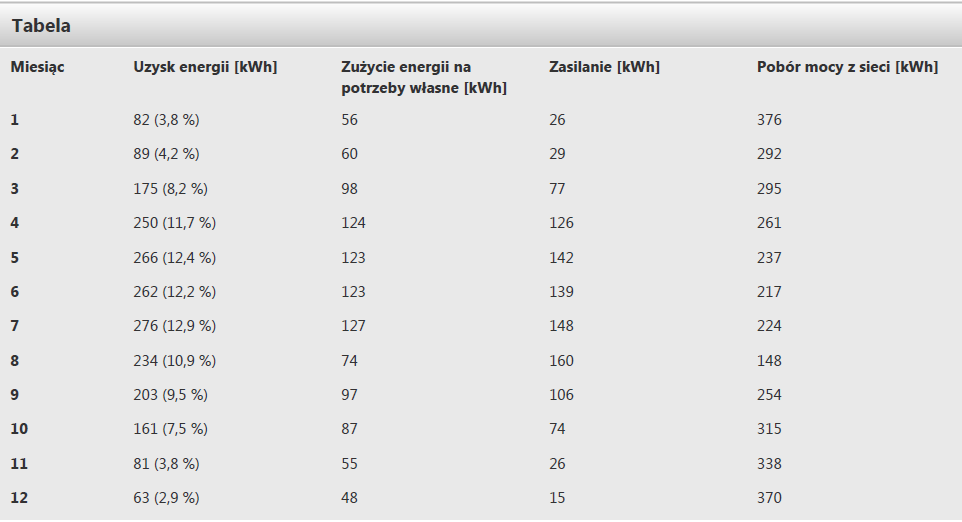 Tabela
Miesiąc Uzysk energii [kWh] Zużycie energii na potrzeby własne [kWh] Zasilanie [kWh] Pobór mocy z sieci [kWh]
1 82 (3,8 %) 56 26 376
2 89 (4,2 %) 60 29 292
3 175 (8,2 %) 98 77 295
4 250 (11,7 %) 124 126 261
5 266 (12,4 %) 123 142 237
6 262 (12,2 %) 123 139 217
7 276 (12,9 %) 127 148 224
8 234 (10,9 %) 74 160 148
9 203 (9,5 %) 97 106 254
10 161 (7,5 %) 87 74 315
11 81 (3,8 %) 55 26 338
12 63 (2,9 %) 48 15 370